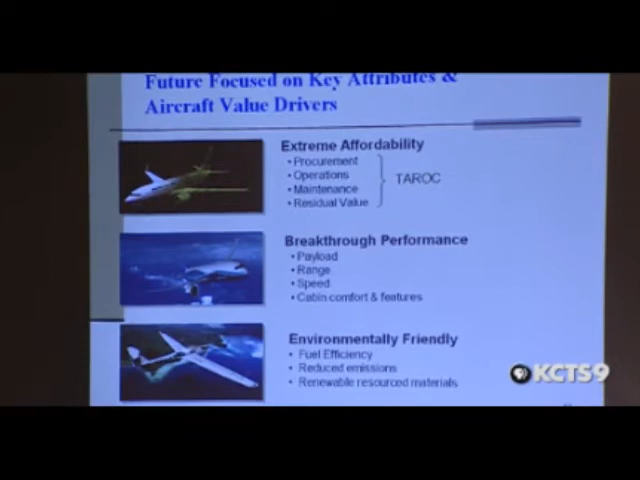 Future Focused on Key Attributes &
Aircraft Value Drivers
Extreme Affordability
• Procurement
• Operations
• Maintenance
• Residual Value
TAROC
Breakthrough Performance
• Payload
• Range
• Speed
• Cabin comfort & features
Environmentally Friendly
• Fuel Efficiency
• Reduced emissions
• Renewable resourced materials
KCTS9